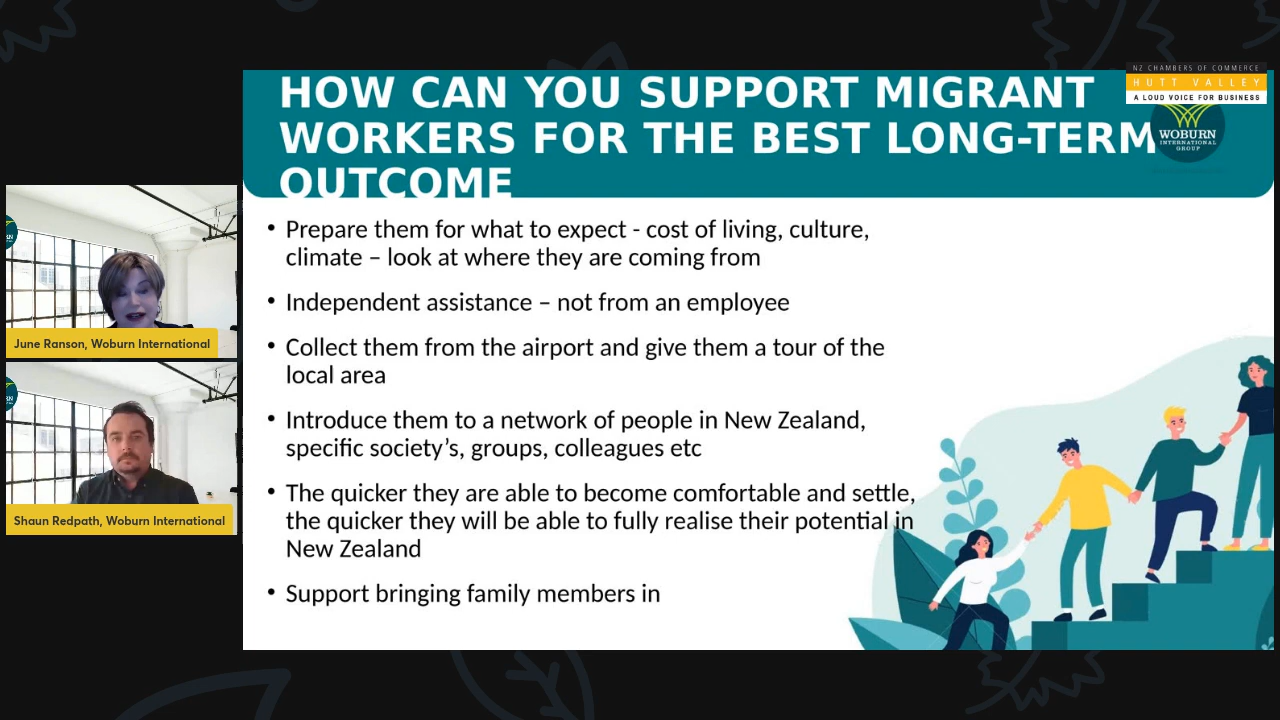 HOW CAN YOU SUPPORT MIGRANT
WORKERS FOR THE BEST LONG-TERM
OUTCOME
NZ CHAMBERS OF COMMERCE
HUTT VALLEY
A LOUD VOICE FOR BUSINESS
WOBURN
INTERNATIONAL
GROUP
• Prepare them for what to expect - cost of living, culture,
climate – look at where they are coming from
• Independent assistance – not from an employee
• Collect them from the airport and give them a tour of the
local area
• Introduce them to a network of people in New Zealand,
specific society’s, groups, colleagues etc
• The quicker they are able to become comfortable and settle,
the quicker they will be able to fully realise their potential in
New Zealand
• Support bringing family members in
June Ranson, Woburn International
Shaun Redpath, Woburn International